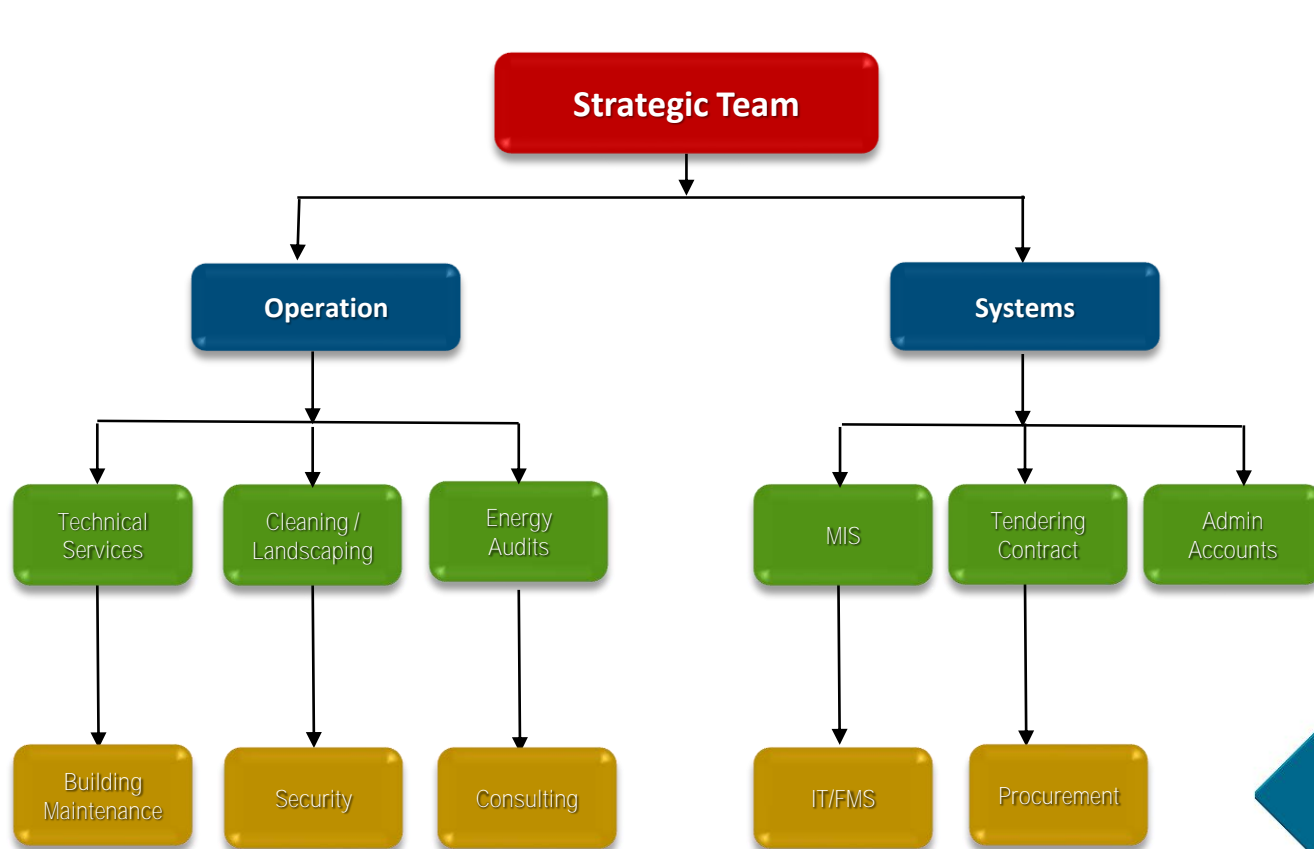 Strategic Team
Operation
Systems
Technical
Services
Cleaning /
Landscaping
Energy
Audits
MIS
Tendering
Contract
Admin
Accounts
Building
Maintenance
Security
Consulting
IT/FMS
Procurement